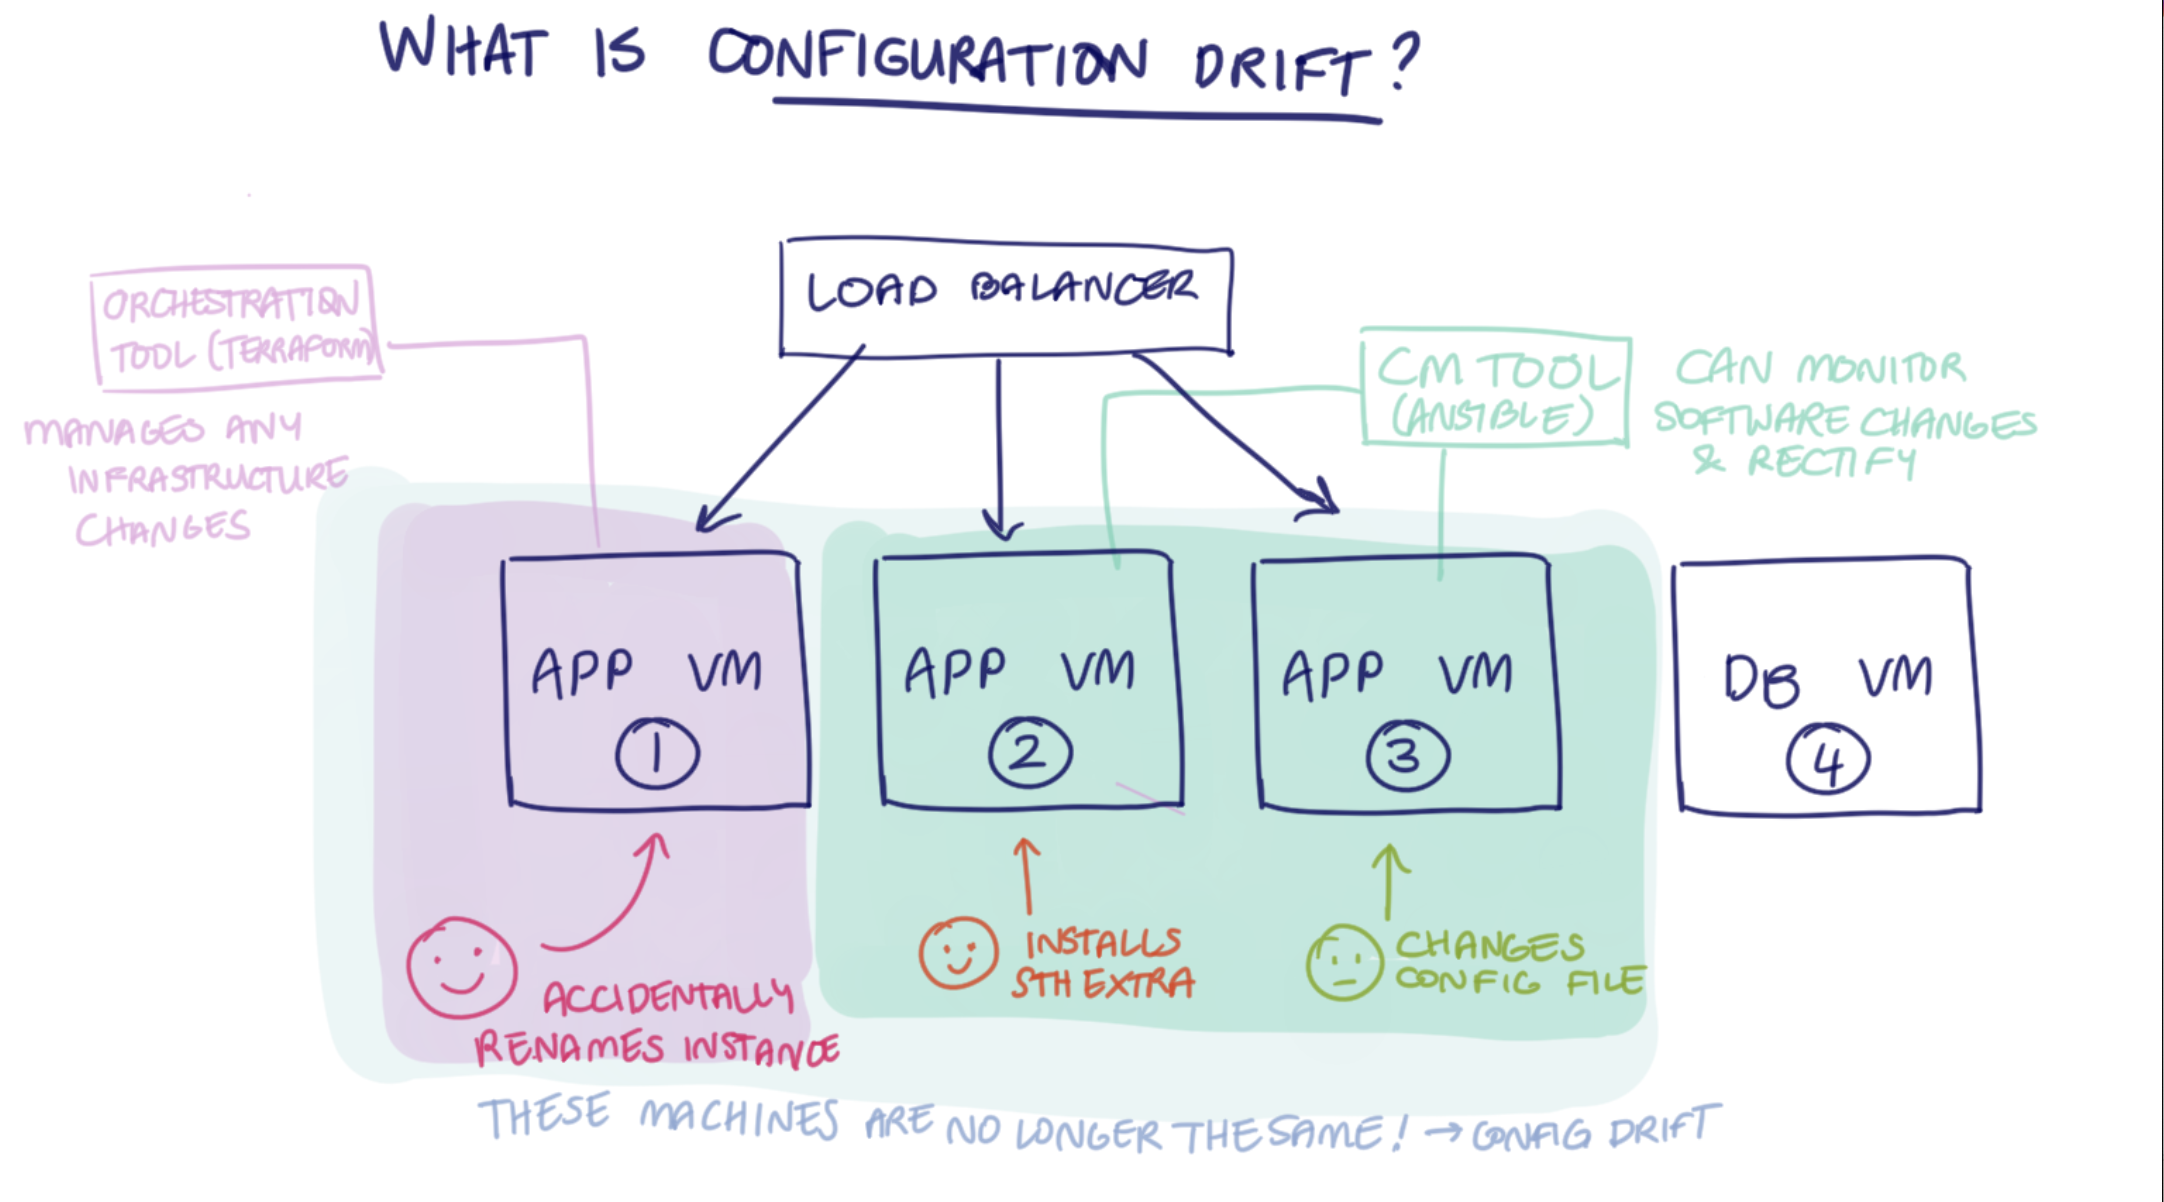 WHAT IS CONFIGURATION DRIFT?
LOAD BALANCER
ORCHESTRATION
TOOL (TERRAFORM)
MANAGES ANY
INFRASTRUCTURE
CHANGES
CM TOOL
(ANSIBLE)
CAN MONITOR
SOFTWARE CHANGES
& RECTIFY
APP VM
1
APP VM
2
APP VM
3
DB VM
4
ACCIDENTALLY
RENAMES INSTANCE
INSTALLS
STH EXTRA
CHANGES
CONFIG FILE
THESE MACHINES ARE NO LONGER THE SAME! → CONFIG DRIFT